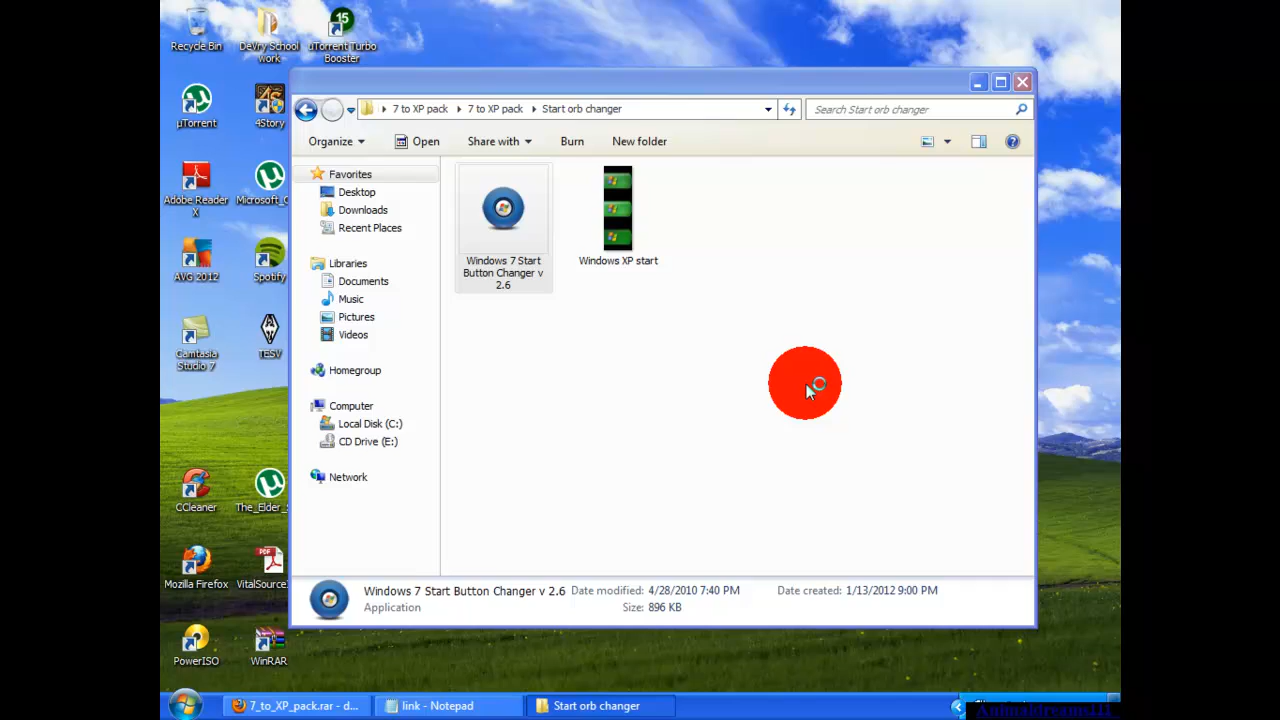 Recycle Bin
DeVry School Work
µTorrent Turbo Booster
15
µTorrent
4Story
Adobe Reader X
Microsoft_
AVG 2012
Spotify
Camtasia Studio 7
TESV
CCleaner
The_Elder_
Mozilla Firefox
VitalSource
PowerISO
WinRAR
7 to XP pack
7 to XP pack
Start orb changer
Search Start orb changer
Organize
Open
Share with
Burn
New folder
Favorites
Desktop
Downloads
Recent Places
Libraries
Documents
Music
Pictures
Videos
Homegroup
Computer
Local Disk (C:)
CD Drive (E:)
Network
Windows 7 Start
Button Changer v
2.6
Windows XP start
Windows 7 Start Button Changer v 2.6
Date modified: 4/28/2010 7:40 PM
Date created: 1/13/2012 9:00 PM
Application
Size: 896 KB
7_to_XP_pack.rar - d...
link - Notepad
Start orb changer